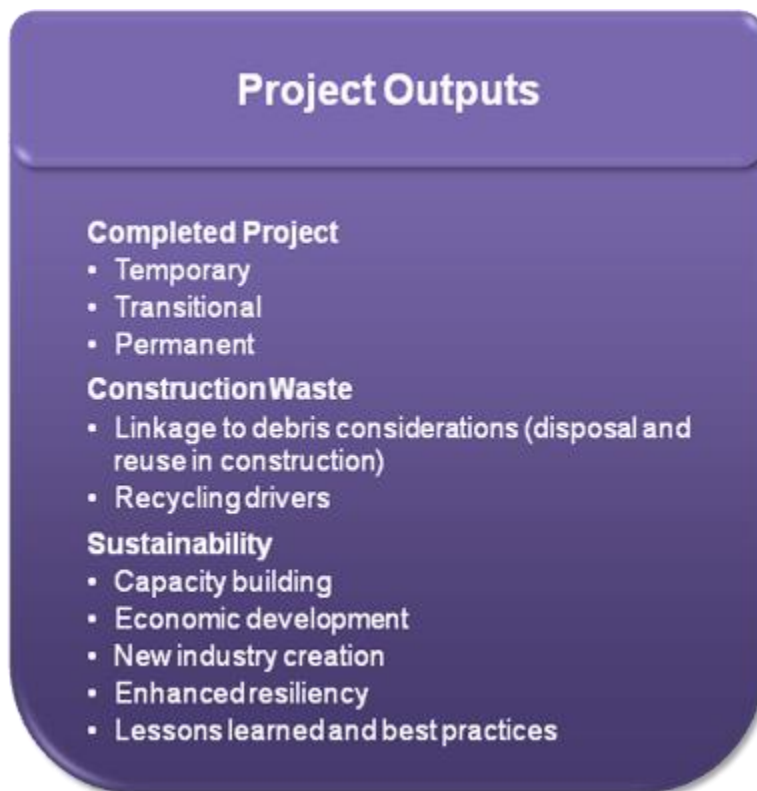 Project Outputs
Completed Project
▪ Temporary
▪ Transitional
▪ Permanent
Construction Waste
▪ Linkage to debris considerations (disposal and
reuse in construction)
▪ Recycling drivers
Sustainability
▪ Capacity building
▪ Economic development
▪ New industry creation
▪ Enhanced resiliency
▪ Lessons learned and best practices